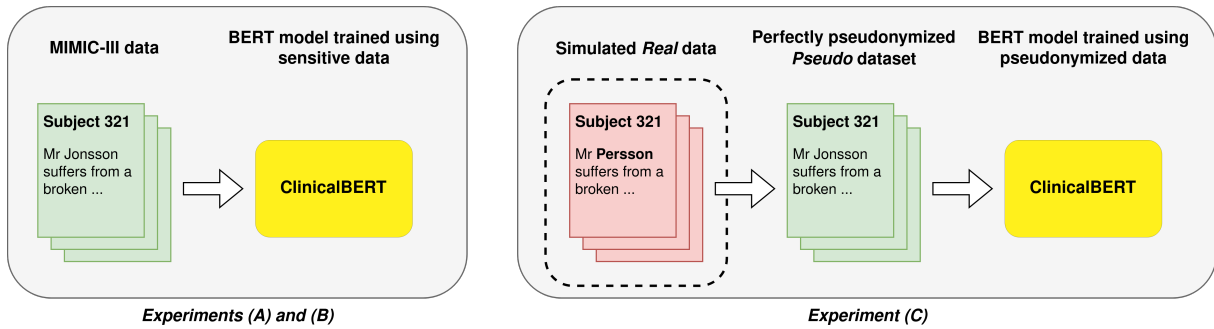 MIMIC-III data
BERT model trained using
sensitive data
Subject 321
Mr Jonsson
suffers from a
broken ...
ClinicalBERT
Experiments (A) and (B)
Simulated Real data
Perfectly pseudonymized
Pseudo dataset
BERT model trained using
pseudonymized data
Subject 321
Mr Persson
suffers from a
broken ...
Subject 321
Mr Jonsson
suffers from a
broken ...
ClinicalBERT
Experiment (C)